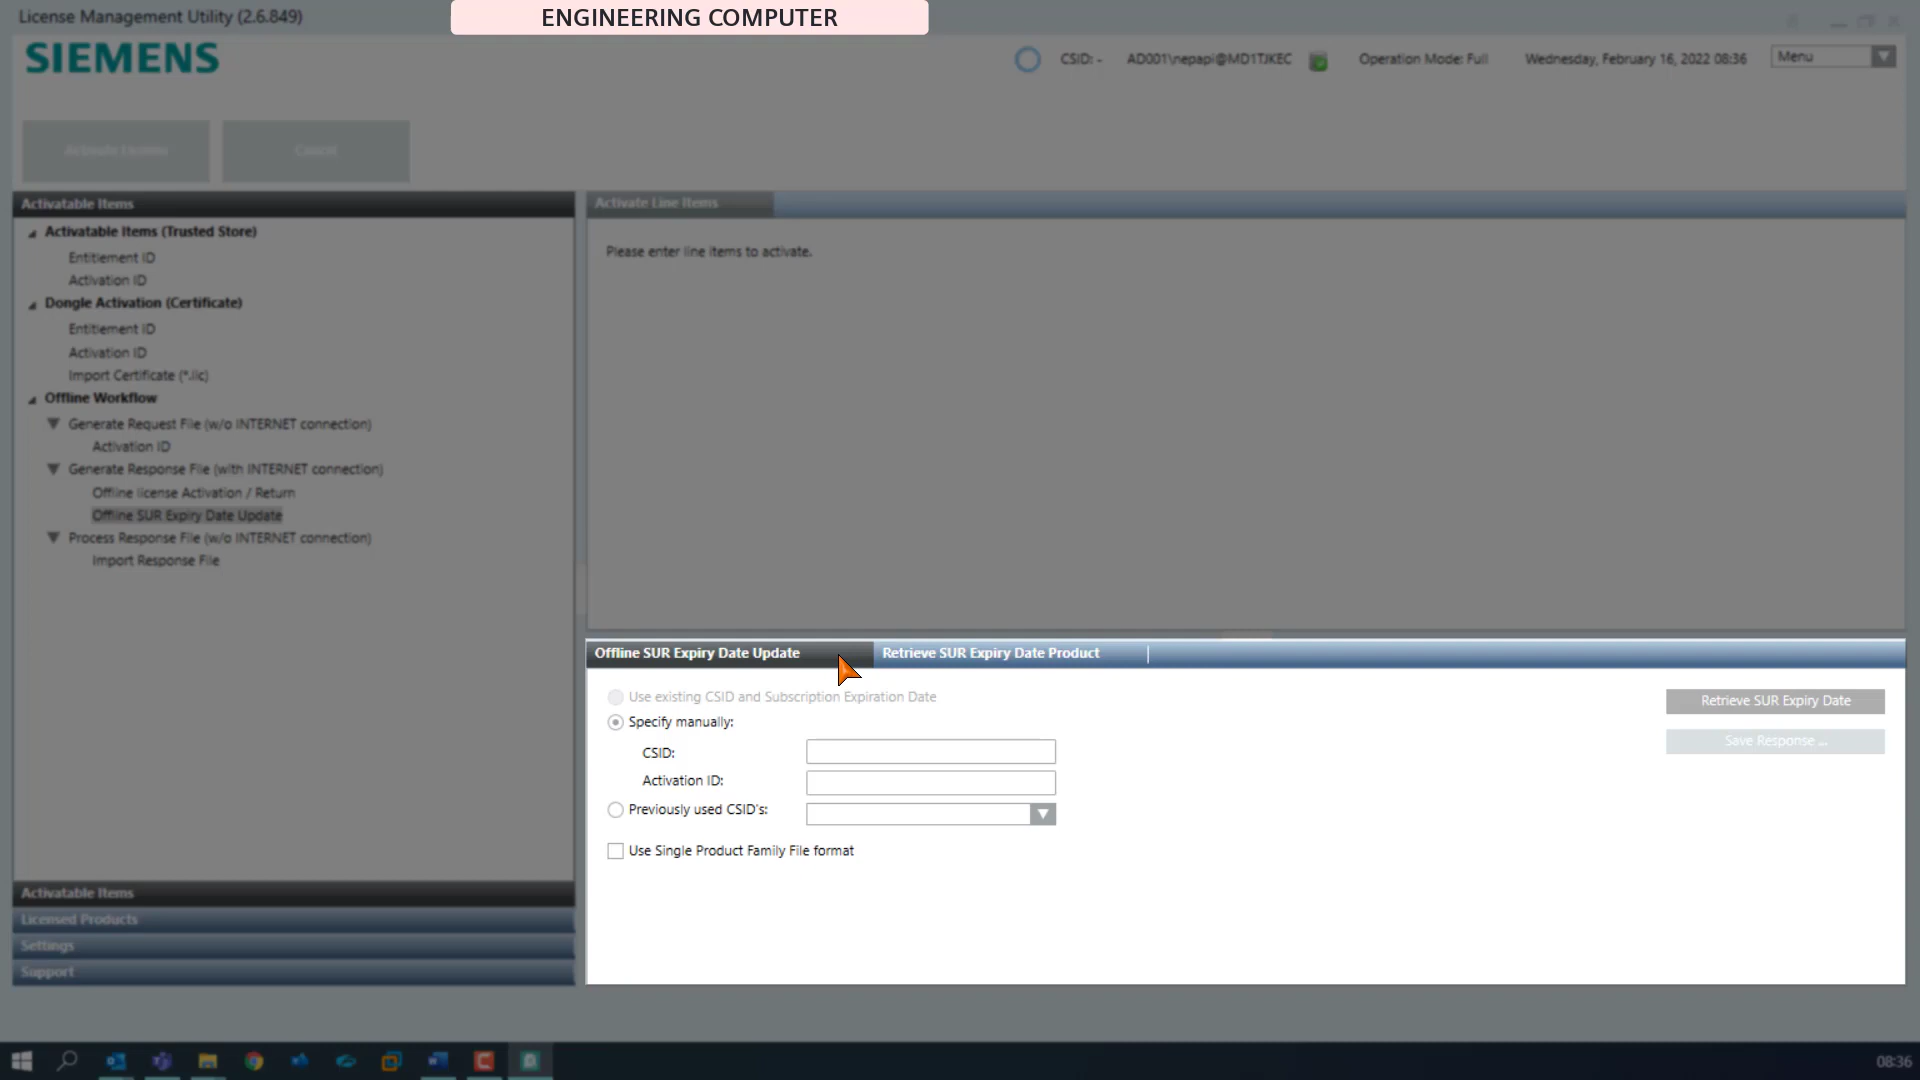 License Management Utility (2.6.849)
ENGINEERING COMPUTER
SIEMENS
CSID: - AD001\nepapi@MD1TJKEC Operation Mode: Full Wednesday, February 16, 2022 08:36 Menu
Cancel
Activatable Items
Activatable Items (Trusted Store)
Entitlement ID
Activation ID
Dongle Activation (Certificate)
Entitlement ID
Activation ID
Import Certificate (*.lic)
Offline Workflow
Generate Request File (w/o INTERNET connection)
Activation ID
Generate Response File (with INTERNET connection)
Offline license Activation / Return
Offline SUR Expiry Date Update
Process Response File (w/o INTERNET connection)
Import Response File
Activatable Items
Licensed Products
Settings
Support
Activate Line Items
Please enter line items to activate.
Offline SUR Expiry Date Update Retrieve SUR Expiry Date Product
Use existing CSID and Subscription Expiration Date
Specify manually:
CSID:
Activation ID:
Previously used CSID's:
Use Single Product Family File format
Retrieve SUR Expiry Date
Save Response ...
08:36